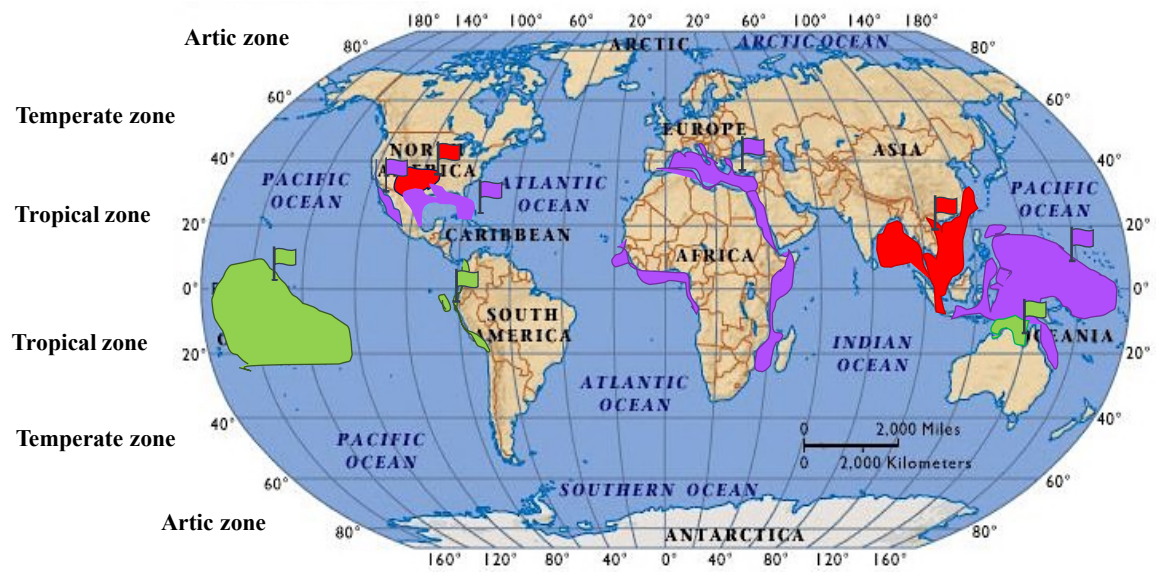 180° 140° 100° 60° 20° 20° 60° 100° 140° 180°
Artic zone
80° ARCTIC ARCTIC OCEAN 80°
Temperate zone
60° 60°
EUROPE
NOR
ERICA
ASIA
40° 40°
PACIFIC OCEAN
ATLANTIC OCEAN
PACIFIC OCEAN
Tropical zone
20° 20°
CARIBBEAN
AFRICA
0° 0°
SOUTH AMERICA
CEANIA
Tropical zone
INDIAN OCEAN
20° 20°
ATLANTIC OCEAN
40° 40°
0 2,000 Miles
0 2,000 Kilometers
Temperate zone
PACIFIC OCEAN
60° 60°
SOUTHERN OCEAN
Artic zone
80° 80°
ANTARCTICA
160° 120° 80° 40° 0° 40° 80° 120° 160°